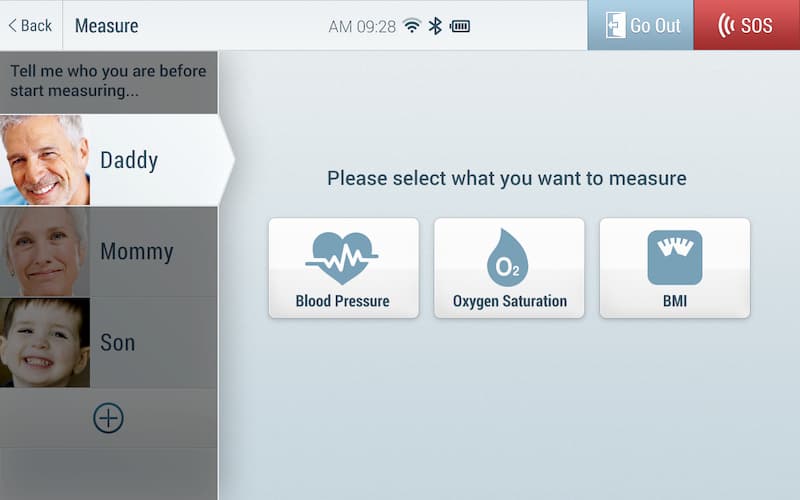 Back
Measure
AM 09:28
Go Out
SOS
Tell me who you are before
start measuring...
Daddy
Mommy
Son
Please select what you want to measure
O2
Blood Pressure
Oxygen Saturation
BMI